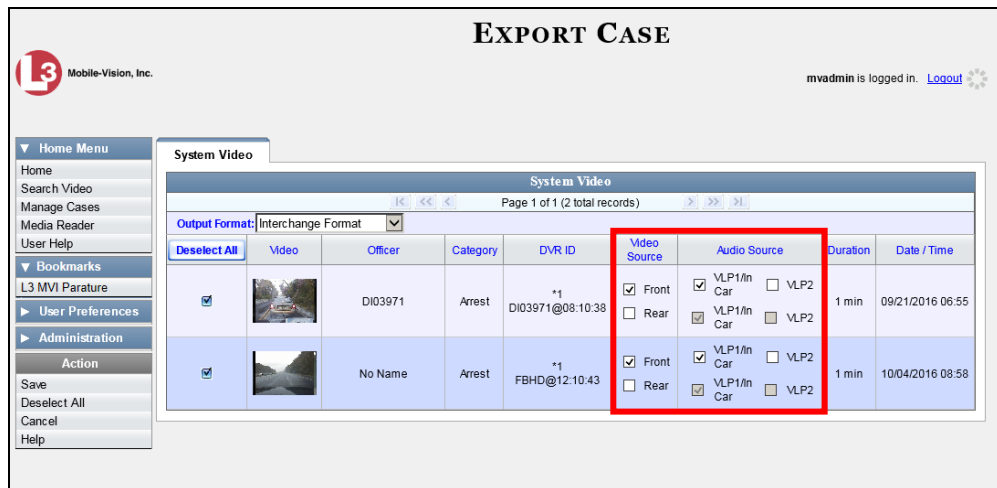 EXPORT CASE
L3 Mobile-Vision, Inc.
mvadmin is logged in. Logout
▼ Home Menu
Home
Search Video
Manage Cases
Media Reader
User Help
▼ Bookmarks
L3 MVI Parature
▶ User Preferences
▶ Administration
Action
Save
Deselect All
Cancel
Help
System Video
System Video
Page 1 of 1 (2 total records)
Output Format: Interchange Format
Deselect All Video Officer Category DVR ID Video Source Audio Source Duration Date / Time
DI03971 Arrest *1 DI03971@08:10:38 Front VLP1/In Car VLP2 1 min 09/21/2016 06:55
Rear VLP1/In Car VLP2
No Name Arrest *1 FBHD@12:10:43 Front VLP1/In Car VLP2 1 min 10/04/2016 08:58
Rear VLP1/In Car VLP2